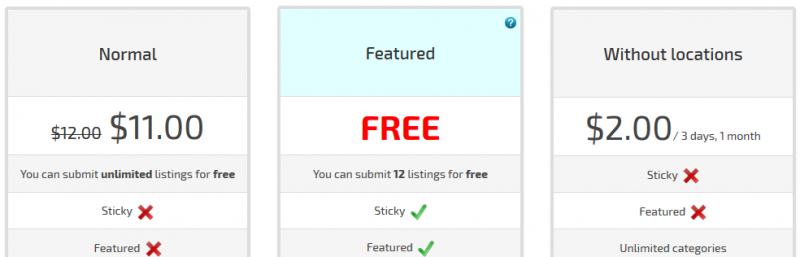 Normal
$12.00 $11.00
You can submit unlimited listings for free
Sticky
Featured
?
Featured
FREE
You can submit 12 listings for free
Sticky
Featured
Without locations
$2.00/ 3 days, 1 month
Sticky
Featured
Unlimited categories